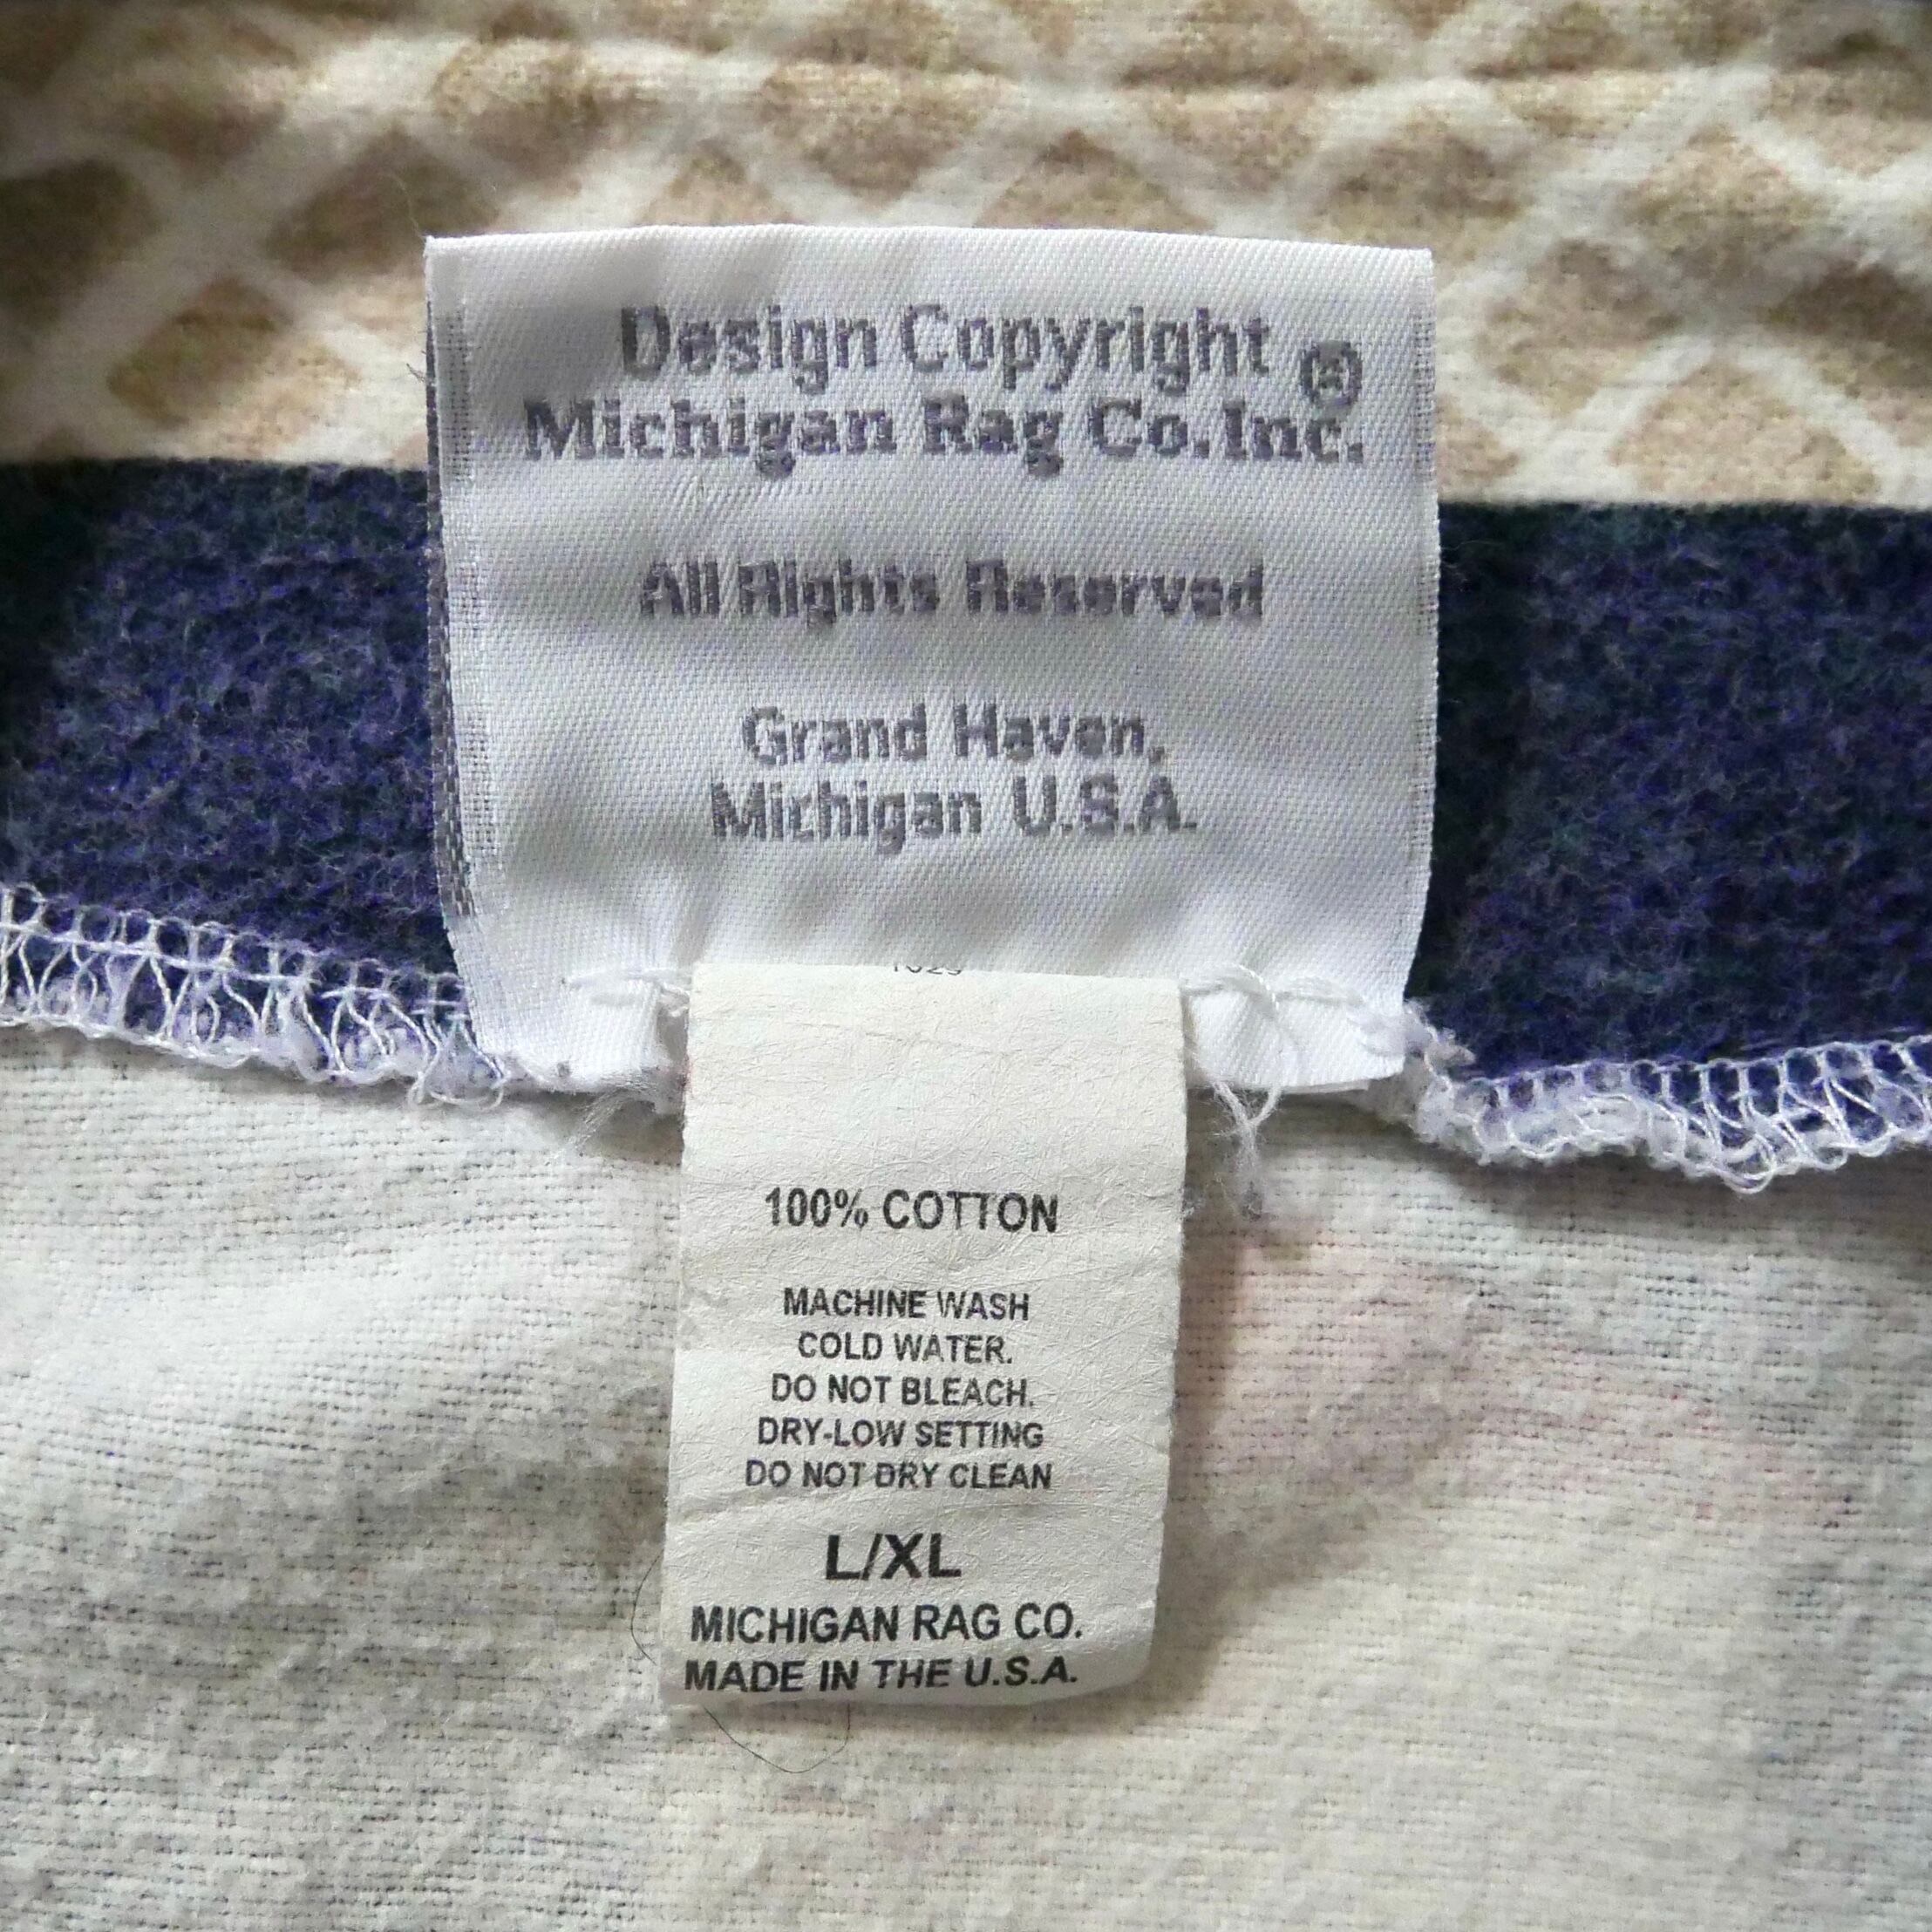 Design Copyright ®
Michigan Rag Co. Inc.
All Rights Reserved
Grand Haven,
Michigan U.S.A.
100% COTTON
MACHINE WASH
COLD WATER.
DO NOT BLEACH.
DRY-LOW SETTING
DO NOT DRY CLEAN
L/XL
MICHIGAN RAG CO.
MADE IN THE U.S.A.